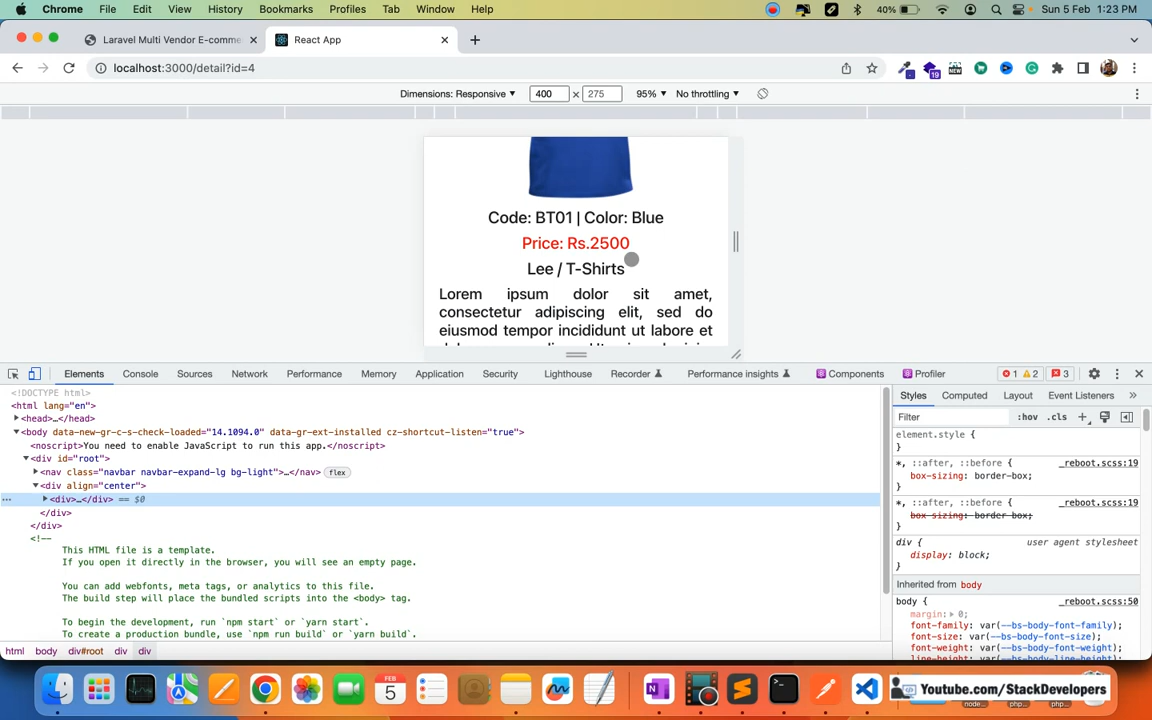 Chrome File Edit View History Bookmarks Profiles Tab Window Help 40% Sun 5 Feb 1:23 PM
Laravel Multi Vendor E-comme React App
localhost:3000/detail?id=4
NEW 19
Dimensions: Responsive 400 × 275 95% No throttling
Code: BT01 | Color: Blue
Price: Rs.2500
Lee / T-Shirts
Lorem ipsum dolor sit amet,
consectetur adipiscing elit, sed do
eiusmod tempor incididunt ut labore et
Elements Console Sources Network Performance Memory Application Security Lighthouse Recorder Performance insights Components Profiler 1 2 3
<!DOCTYPE html>
<html lang="en">
<head>…</head>
<body data-new-gr-c-s-check-loaded="14.1094.0" data-gr-ext-installed cz-shortcut-listen="true">
<noscript>You need to enable JavaScript to run this app.</noscript>
<div id="root">
<nav class="navbar navbar-expand-lg bg-light">…</nav> flex
<div align="center">
<div>…</div> == $0
</div>
</div>
<!--
This HTML file is a template.
If you open it directly in the browser, you will see an empty page.
You can add webfonts, meta tags, or analytics to this file.
The build step will place the bundled scripts into the <body> tag.
To begin the development, run `npm start` or `yarn start`.
To create a production bundle, use `npm run build` or `yarn build`.
html body div#root div div
Styles Computed Layout Event Listeners »
Filter :hov .cls
element.style {
}
*, ::after, ::before { _reboot.scss:19
box-sizing: border-box;
}
*, ::after, ::before { _reboot.scss:19
box-sizing: border-box;
}
div { user agent stylesheet
display: block;
}
Inherited from body
body { _reboot.scss:50
margin: 0;
font-family: var(--bs-body-font-family);
font-size: var(--bs-body-font-size);
font-weight: var(--bs-body-font-weight);
FEB
5
Youtube.com/StackDevelopers